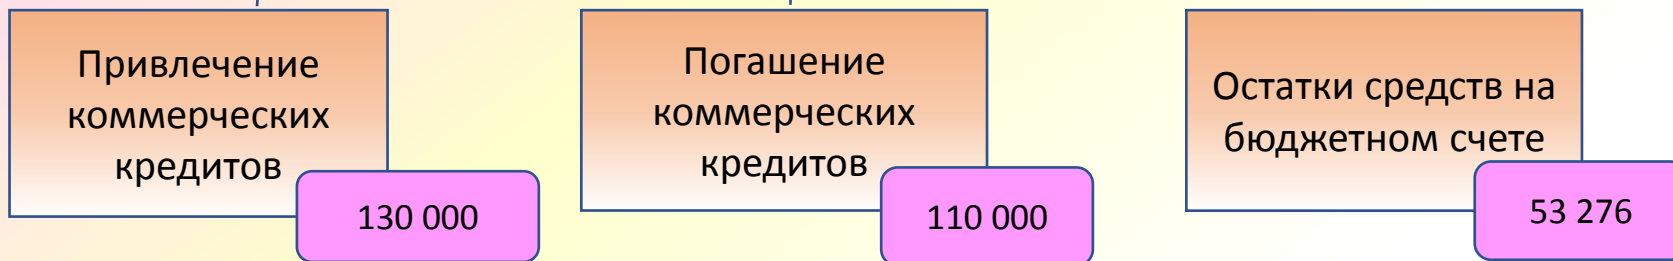 Привлечение
коммерческих
кредитов
130 000
Погашение
коммерческих
кредитов
110 000
Остатки средств на
бюджетном счете
53 276